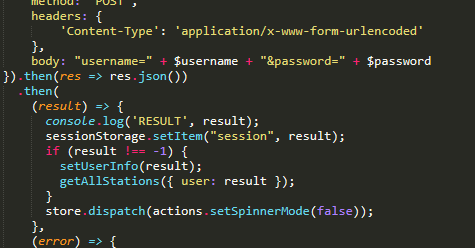 method: 'POST',
headers: {
'Content-Type': 'application/x-www-form-urlencoded'
},
body: "username=" + $username + "&password=" + $password
}).then(res => res.json())
.then(
(result) => {
console.log('RESULT', result);
sessionStorage.setItem("session", result);
if (result !== -1) {
setUserInfo(result);
getAllStations({ user: result });
}
store.dispatch(actions.setSpinnerMode(false));
},
(error) => {